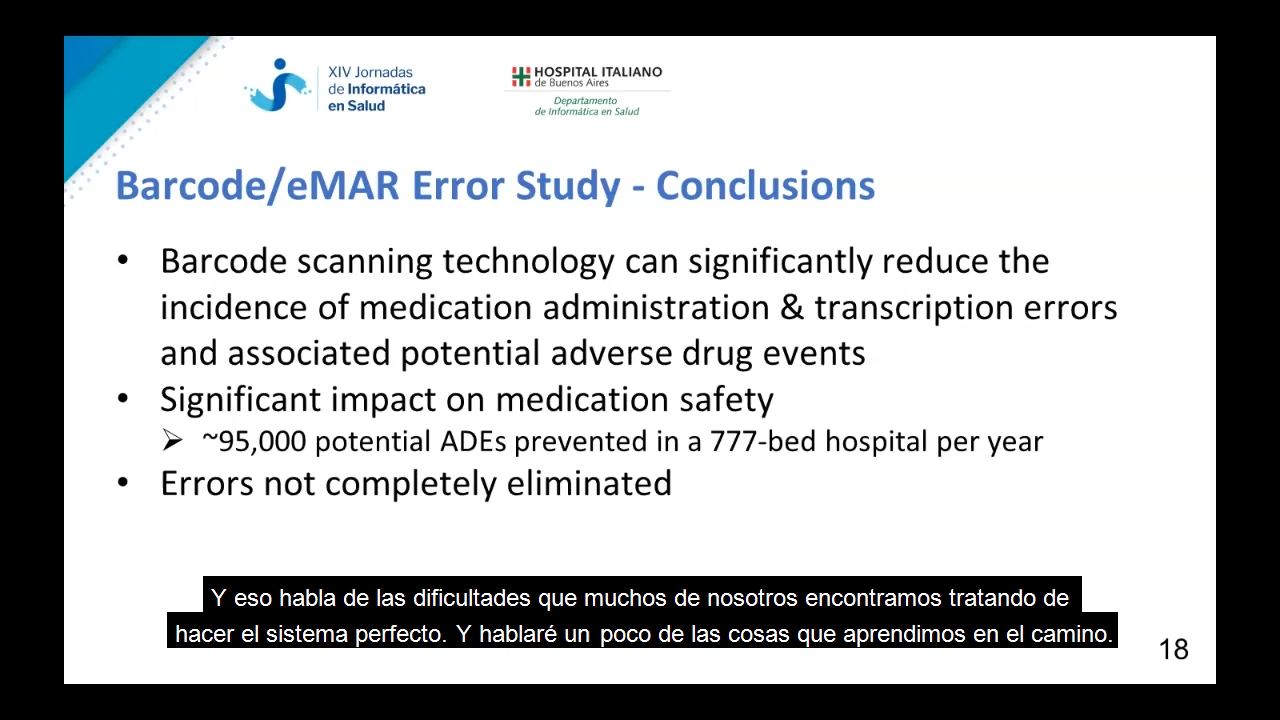 XIV Jornadas
de Informática
en Salud
HOSPITAL ITALIANO
de Buenos Aires
Departamento
de Informática en Salud
Barcode/eMAR Error Study - Conclusions
• Barcode scanning technology can significantly reduce the
incidence of medication administration & transcription errors
and associated potential adverse drug events
• Significant impact on medication safety
➢ ~95,000 potential ADEs prevented in a 777-bed hospital per year
• Errors not completely eliminated
Y eso habla de las dificultades que muchos de nosotros encontramos tratando de
hacer el sistema perfecto. Y hablaré un poco de las cosas que aprendimos en el camino.
18